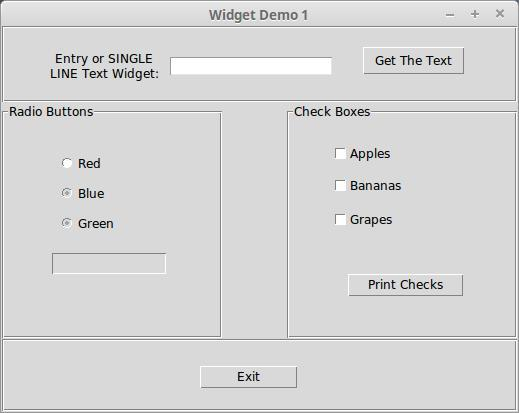 Widget Demo 1
Entry or SINGLE
LINE Text Widget:
Get The Text
Radio Buttons
Red
Blue
Green
Check Boxes
Apples
Bananas
Grapes
Print Checks
Exit